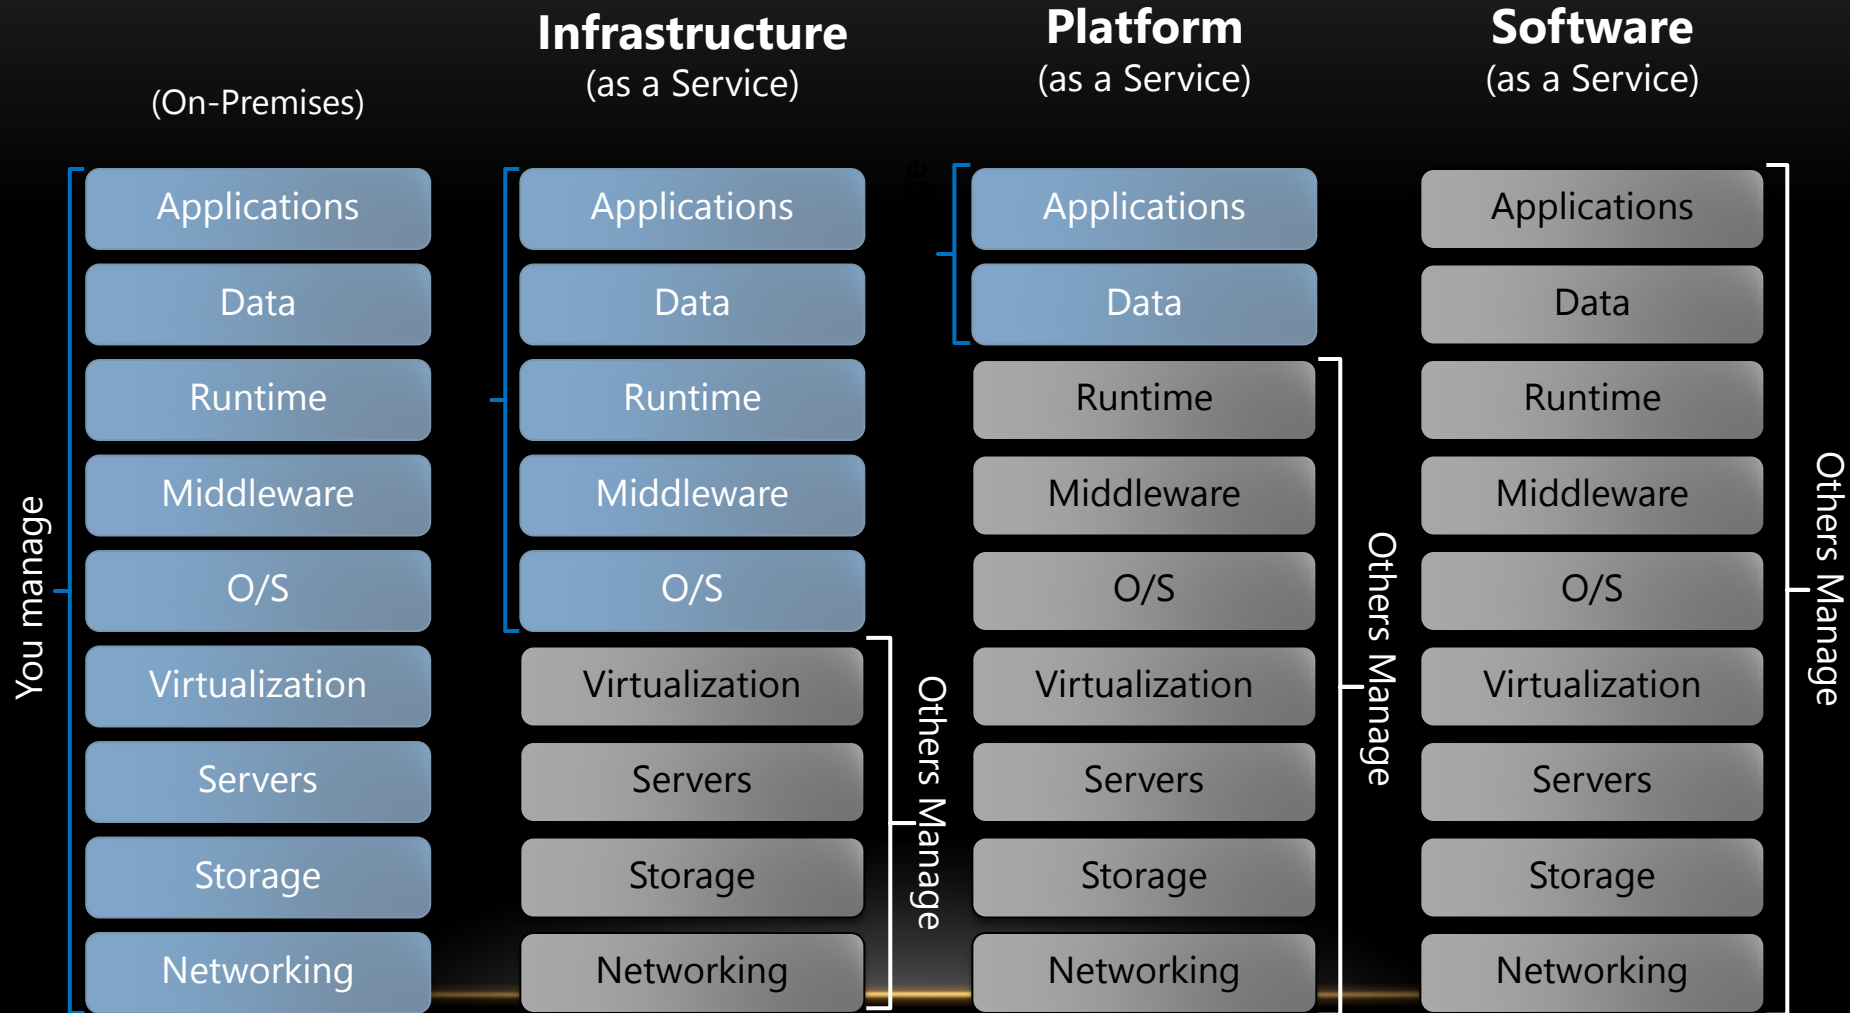 (On-Premises)
Infrastructure
(as a Service)
Platform
(as a Service)
Software
(as a Service)
You manage
Applications
Data
Runtime
Middleware
O/S
Virtualization
Servers
Storage
Networking
Applications
Data
Runtime
Middleware
O/S
Virtualization
Servers
Storage
Networking
Others Manage
Applications
Data
Runtime
Middleware
O/S
Virtualization
Servers
Storage
Networking
Others Manage
Applications
Data
Runtime
Middleware
O/S
Virtualization
Servers
Storage
Networking
Others Manage